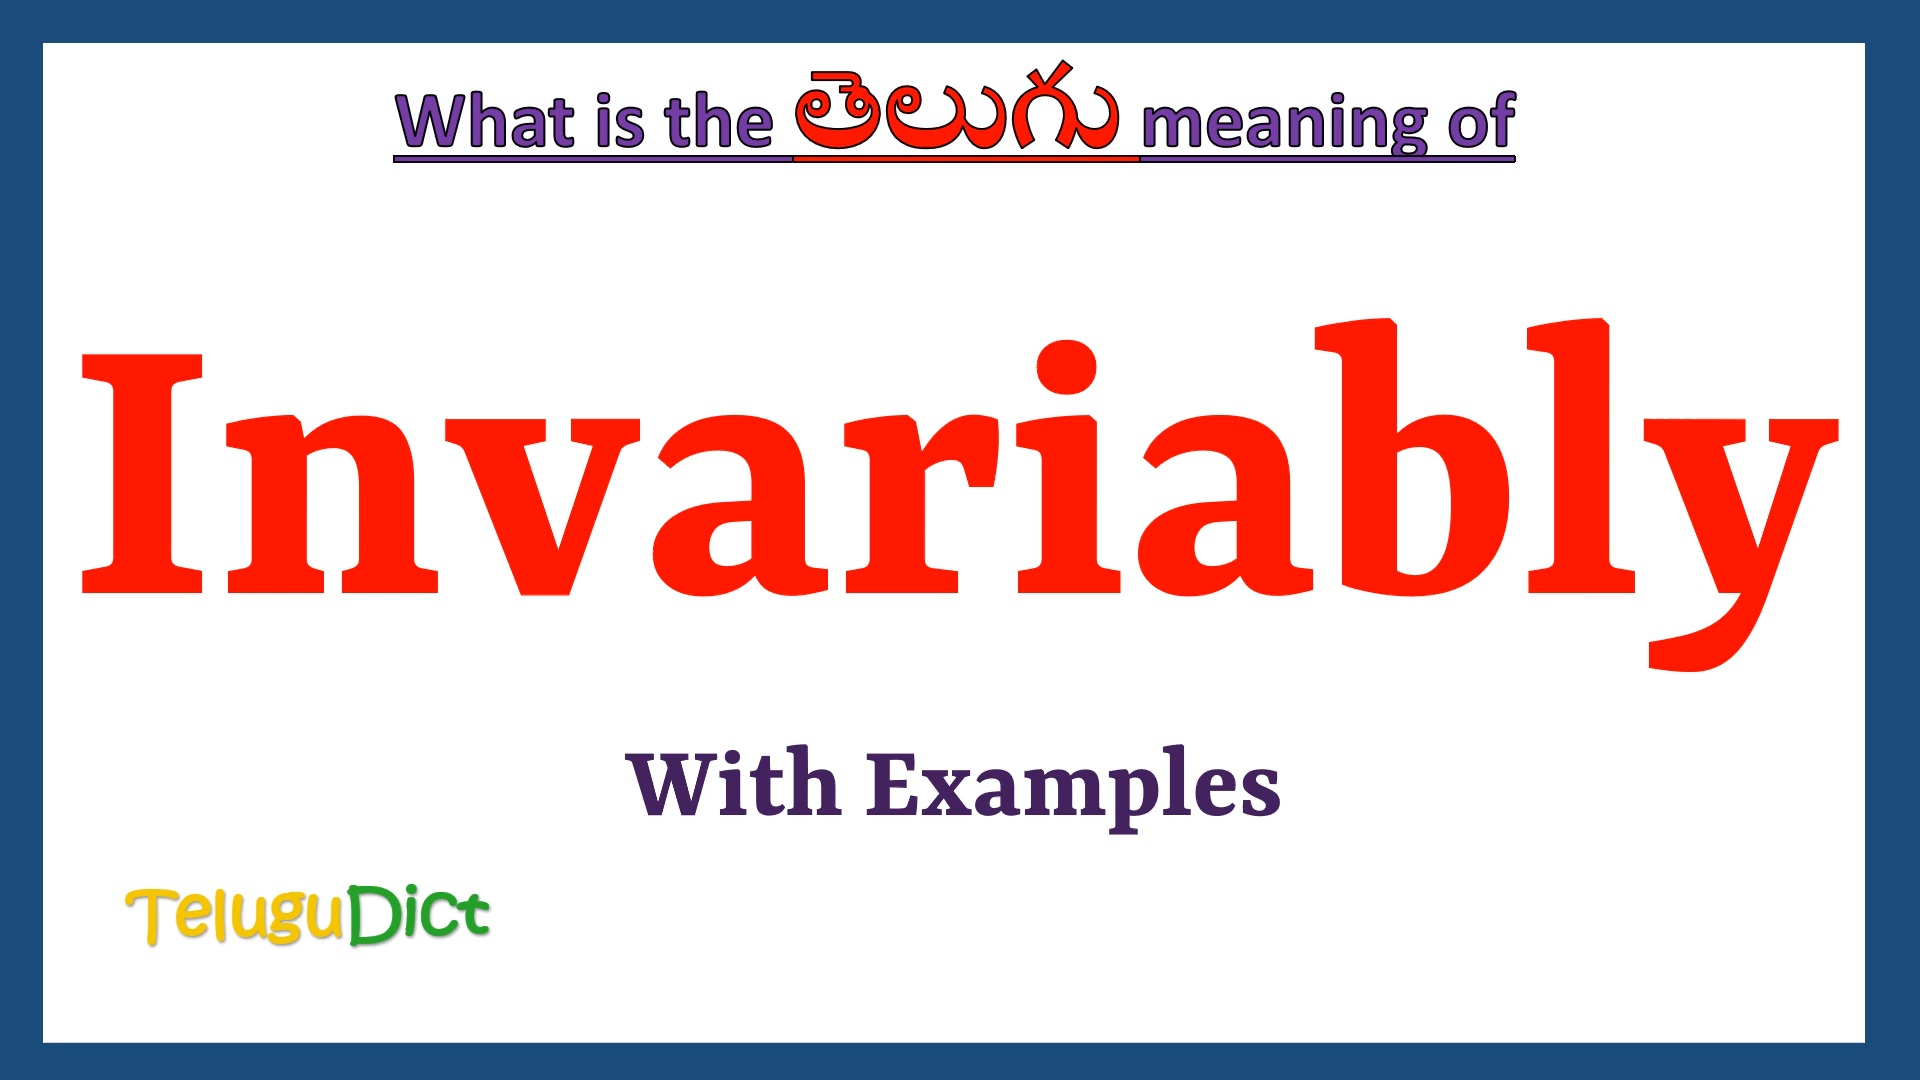 What is the తెలుగు meaning of
Invariably
With Examples
TeluguDict